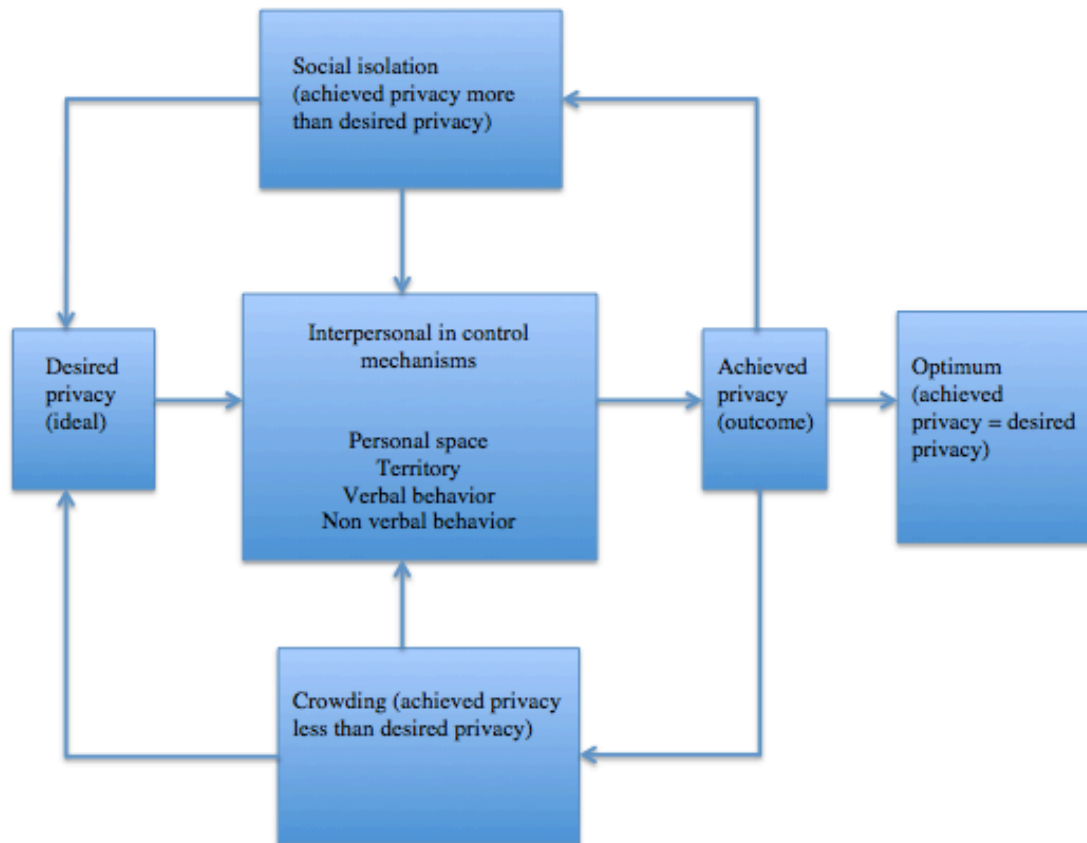 Social isolation
(achieved privacy more
than desired privacy)
Interpersonal in control
mechanisms
Personal space
Territory
Verbal behavior
Non verbal behavior
Desired
privacy
(ideal)
Achieved
privacy
(outcome)
Optimum
(achieved
privacy = desired
privacy)
Crowding (achieved privacy
less than desired privacy)